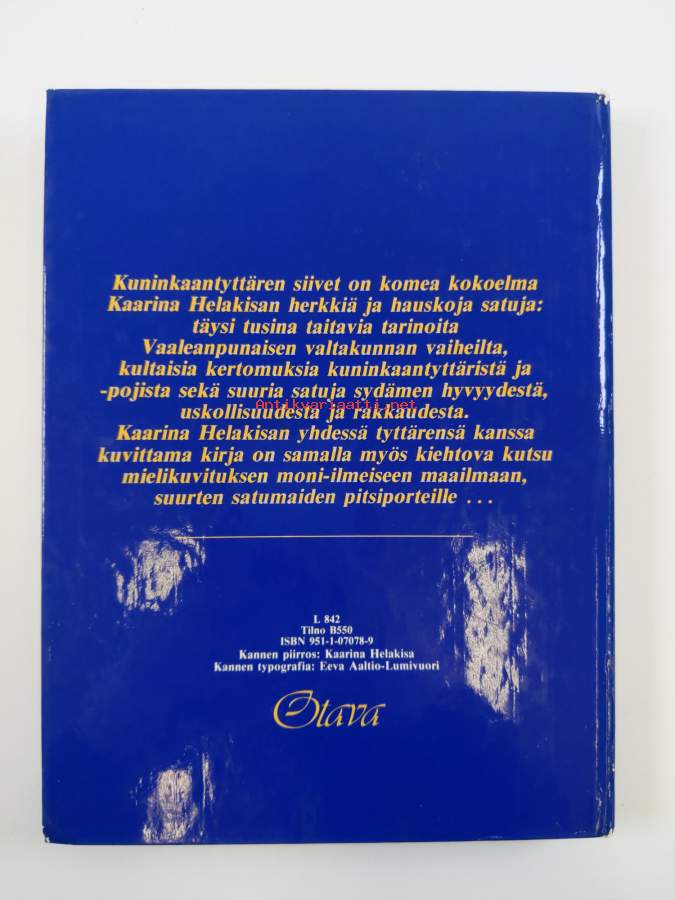 Kuninkaantyttären siivet on komea kokoelma
Kaarina Helakisan herkkiä ja hauskoja satuja:
täysi tusina taitavia tarinoita
Vaaleanpunaisen valtakunnan vaiheilta,
kultaisia kertomuksia kuninkaantyttäristä ja
-pojista sekä suuria satuja sydämen hyvyydestä,
Antikvariaatti.net
uskollisuudesta ja rakkaudesta.
Kaarina Helakisan yhdessä tyttärensä kanssa
kuvittama kirja on samalla myös kiehtova kutsu
mielikuvituksen moni-ilmeiseen maailmaan,
suurten satumaiden pitsiporteille . . .
L 842
Tilno B550
ISBN 951-1-07078-9
Kannen piirros: Kaarina Helakisa
Kannen typografia: Eeva Aaltio-Lumivuori
Otava